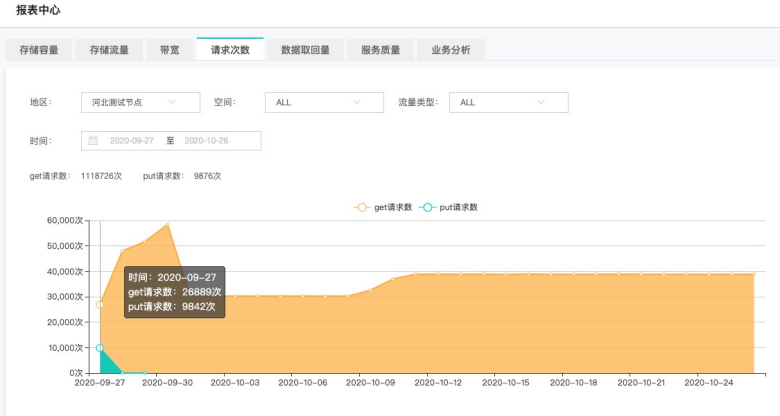 报表中心
存储容量 存储流量 带宽 请求次数 数据取回量 服务质量 业务分析
地区： 河北测试节点 空间： ALL 流量类型： ALL
时间： 2020-09-27 至 2020-10-26
get请求数： 1118726次 put请求数： 9876次
get请求数 put请求数
60,000次
50,000次
40,000次
30,000次
20,000次
10,000次
0次
时间：2020-09-27
get请求数：26889次
put请求数：9842次
2020-09-27 2020-09-30 2020-10-03 2020-10-06 2020-10-09 2020-10-12 2020-10-15 2020-10-18 2020-10-21 2020-10-24